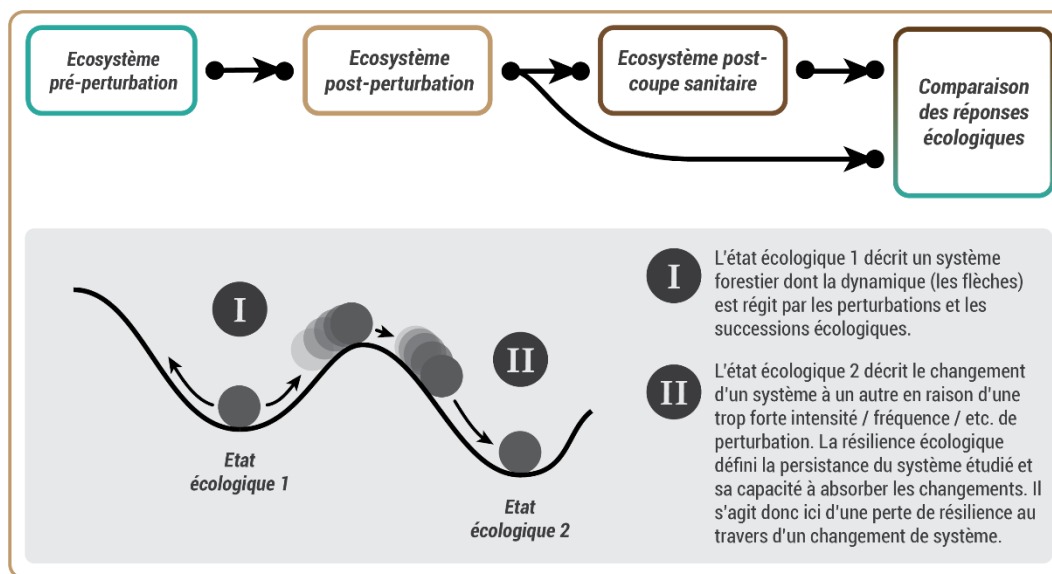 Ecosystème
pré-perturbation
Ecosystème
post-perturbation
Ecosystème post-
coupe sanitaire
Comparaison
des réponses
écologiques
I
L'état écologique 1 décrit un système
forestier dont la dynamique (les flèches)
est régit par les perturbations et les
successions écologiques.
II
L'état écologique 2 décrit le changement
d'un système à un autre en raison d'une
trop forte intensité / fréquence / etc. de
perturbation. La résilience écologique
défini la persistance du système étudié et
sa capacité à absorber les changements. Il
s'agit donc ici d'une perte de résilience au
travers d'un changement de système.
I
II
Etat
écologique 1
Etat
écologique 2